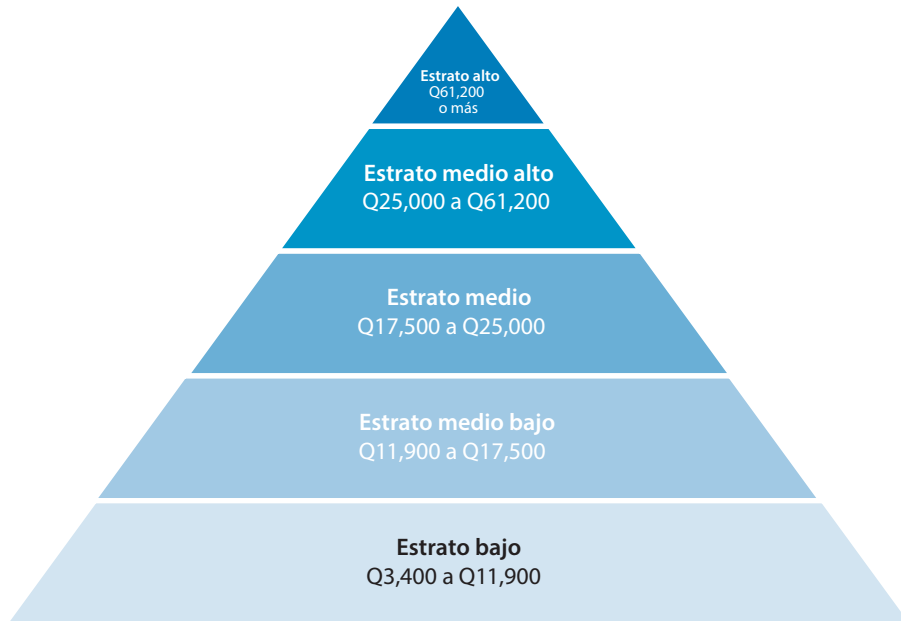 Estrato alto
Q61,200
o más
Estrato medio alto
Q25,000 a Q61,200
Estrato medio
Q17,500 a Q25,000
Estrato medio bajo
Q11,900 a Q17,500
Estrato bajo
Q3,400 a Q11,900